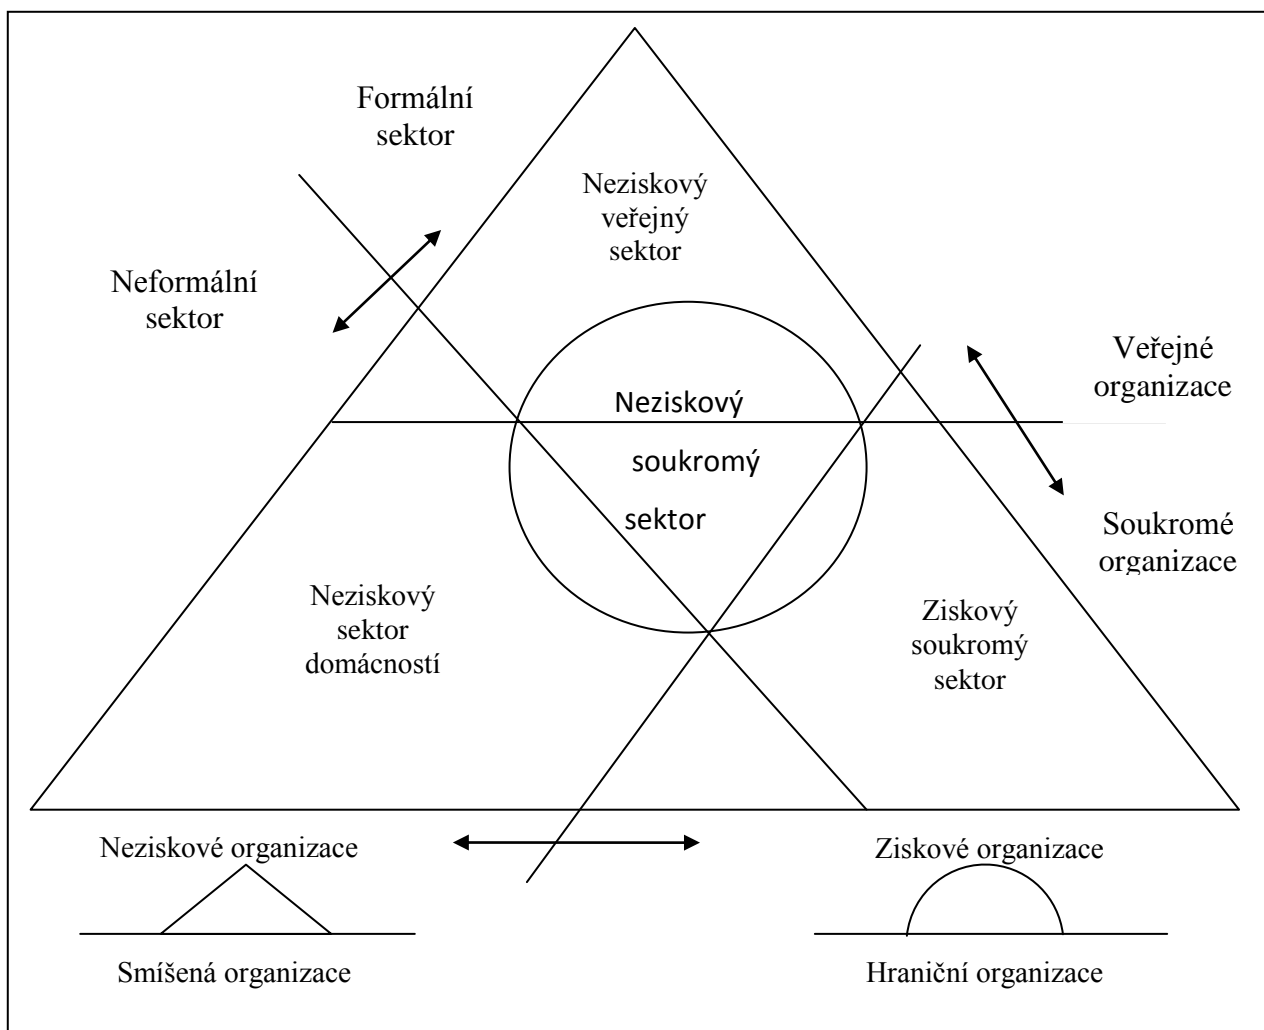 Formální
sektor
Neziskový
veřejný
sektor
Neformální
sektor
Veřejné
organizace
Neziskový
soukromý
sektor
Soukromé
organizace
Neziskový
sektor
domácností
Ziskový
soukromý
sektor
Neziskové organizace
Ziskové organizace
Smíšená organizace
Hraniční organizace